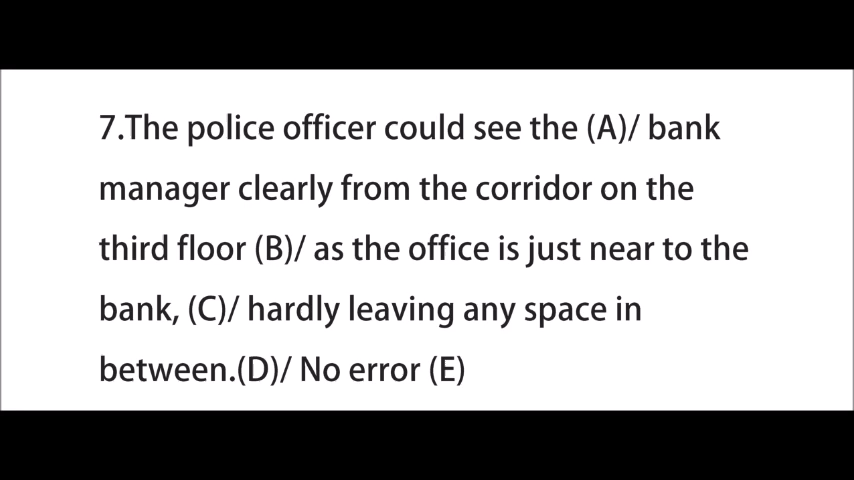 7.The police officer could see the (A)/ bank
manager clearly from the corridor on the
third floor (B)/ as the office is just near to the
bank, (C)/ hardly leaving any space in
between.(D)/ No error (E)